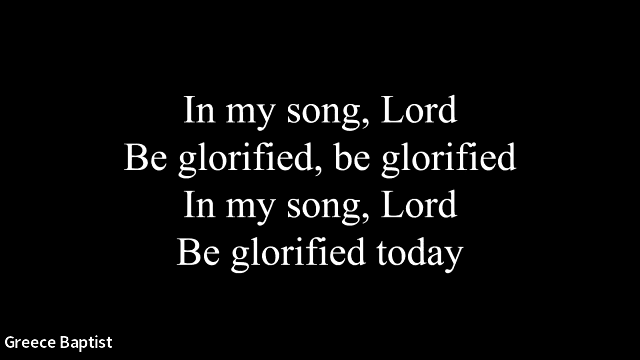 In my song, Lord
Be glorified, be glorified
In my song, Lord
Be glorified today
Greece Baptist